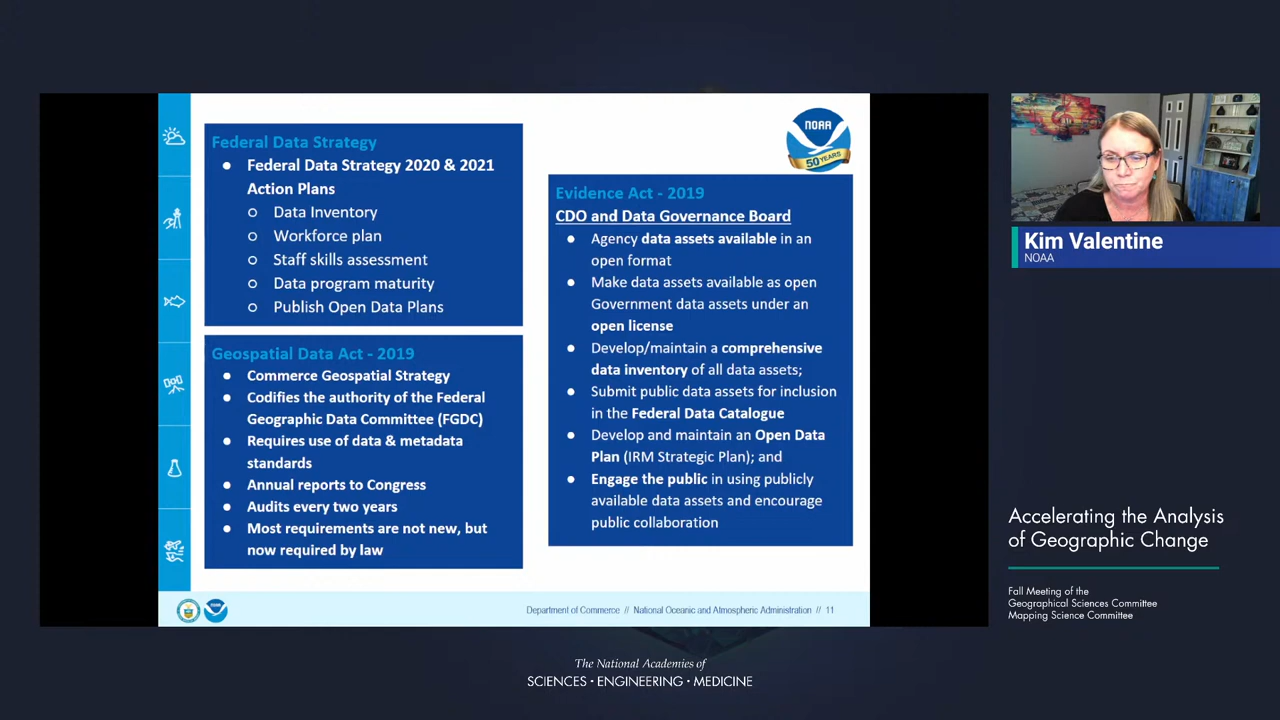 Federal Data Strategy
● Federal Data Strategy 2020 & 2021
Action Plans
○ Data Inventory
○ Workforce plan
○ Staff skills assessment
○ Data program maturity
○ Publish Open Data Plans
Geospatial Data Act - 2019
● Commerce Geospatial Strategy
● Codifies the authority of the Federal
Geographic Data Committee (FGDC)
● Requires use of data & metadata
standards
● Annual reports to Congress
● Audits every two years
● Most requirements are not new, but
now required by law
NOAA
50 YEARS
Evidence Act - 2019
CDO and Data Governance Board
● Agency data assets available in an
open format
● Make data assets available as open
Government data assets under an
open license
● Develop/maintain a comprehensive
data inventory of all data assets;
● Submit public data assets for inclusion
in the Federal Data Catalogue
● Develop and maintain an Open Data
Plan (IRM Strategic Plan); and
● Engage the public in using publicly
available data assets and encourage
public collaboration
NOAA
Department of Commerce // National Oceanic and Atmospheric Administration // 11
Kim Valentine
NOAA
Accelerating the Analysis
of Geographic Change
Fall Meeting of the
Geographical Sciences Committee
Mapping Science Committee
The National Academies of
SCIENCES · ENGINEERING · MEDICINE